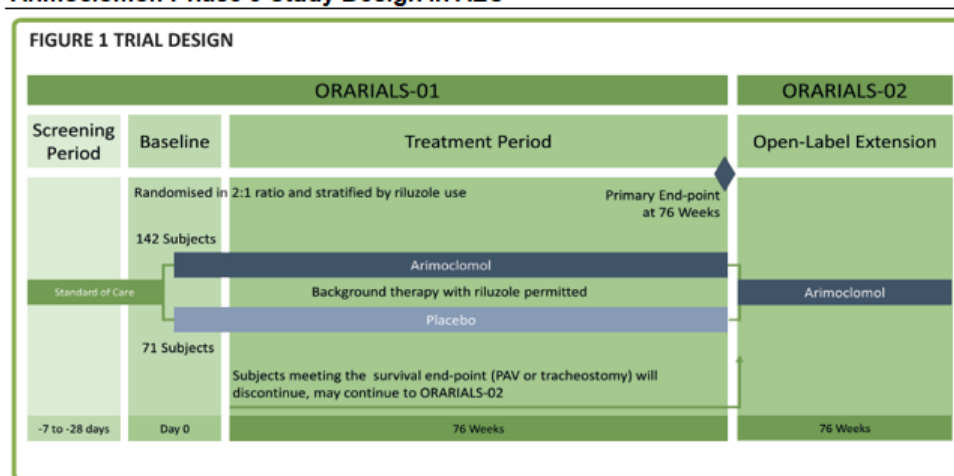 FIGURE 1 TRIAL DESIGN
ORARIALS-01
ORARIALS-02
Screening
Period
Baseline
Treatment Period
Open-Label Extension
Randomised in 2:1 ratio and stratified by riluzole use
Primary End-point
at 76 Weeks
142 Subjects
Arimoclomol
Standard of Care
Background therapy with riluzole permitted
Arimoclomol
Placebo
71 Subjects
Subjects meeting the survival end-point (PAV or tracheostomy) will
discontinue, may continue to ORARIALS-02
-7 to -28 days
Day 0
76 Weeks
76 Weeks